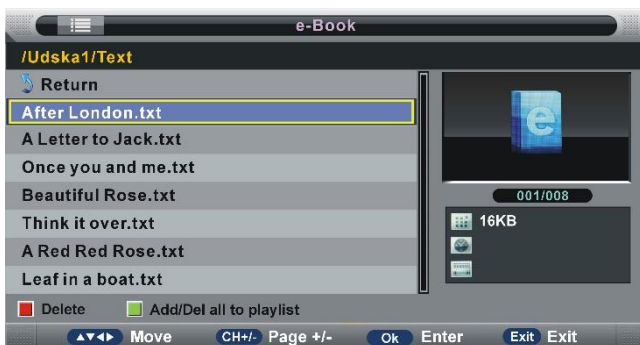 e-Book
/Udska1/Text
Return
After London.txt
A Letter to Jack.txt
Once you and me.txt
Beautiful Rose.txt
Think it over.txt
A Red Red Rose.txt
Leaf in a boat.txt
e
001/008
16KB
Delete Add/Del all to playlist
▲▼◀▶ Move CH+/- Page +/- Ok Enter Exit Exit